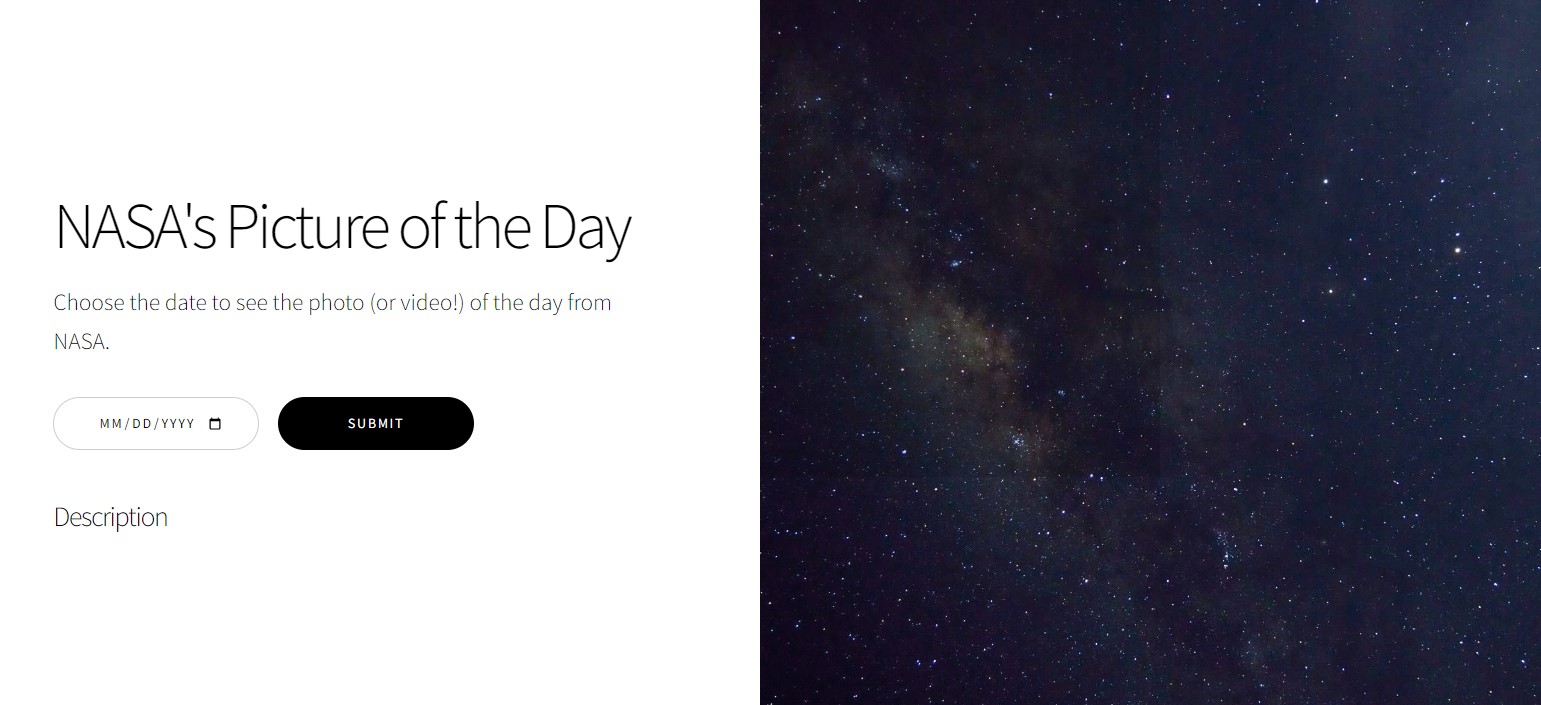 NASA's Picture of the Day
Choose the date to see the photo (or video!) of the day from
NASA.
MM/DD/YYYY
SUBMIT
Description